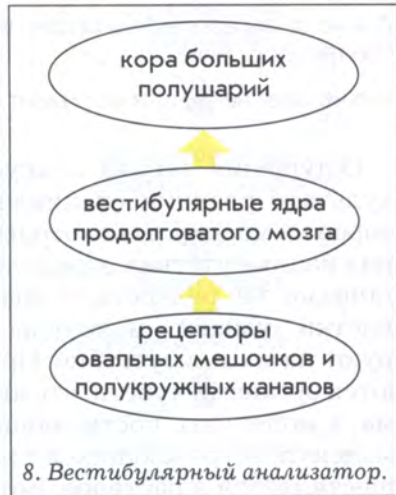 кора больших
полушарий
вестибулярные ядра
продолговатого мозга
рецепторы
овальных мешочков и
полукружных каналов
8. Вестибулярный анализатор.